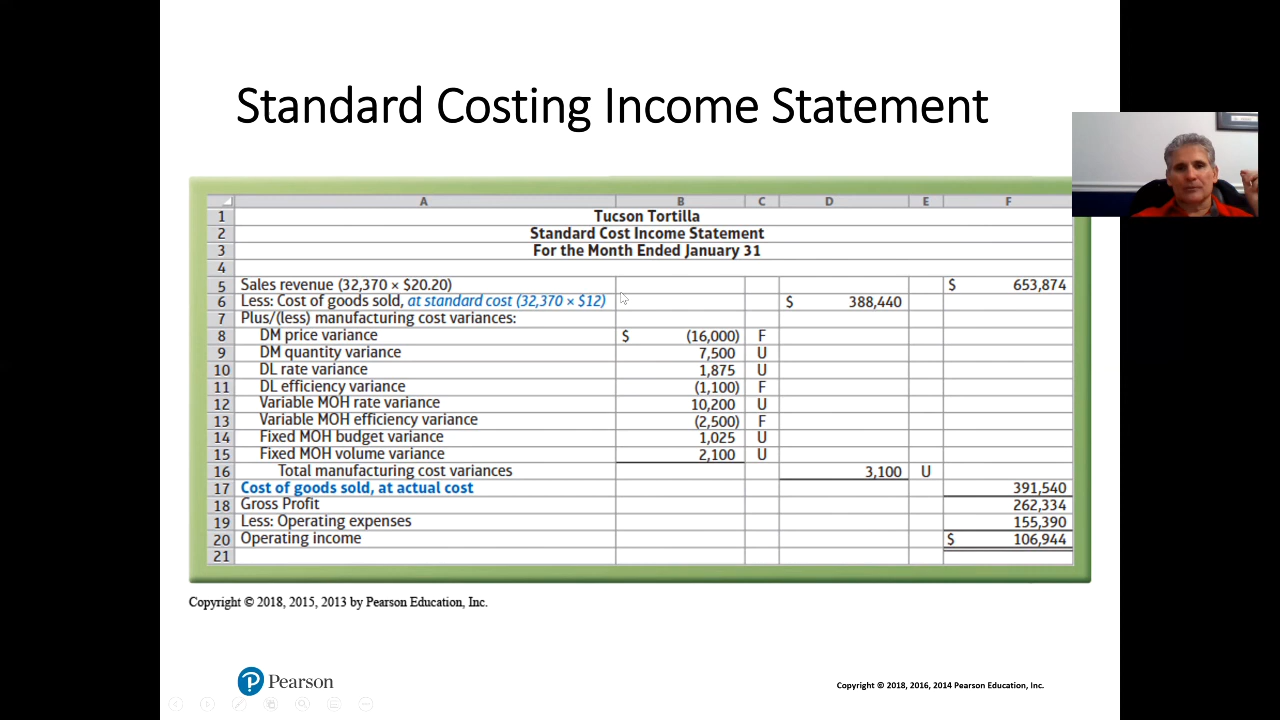 Standard Costing Income Statement
A B C D E F
1 Tucson Tortilla
2 Standard Cost Income Statement
3 For the Month Ended January 31
4
5 Sales revenue (32,370 × $20.20) $ 653,874
6 Less: Cost of goods sold, at standard cost (32,370 × $12) $ 388,440
7 Plus/(less) manufacturing cost variances:
8 DM price variance $ (16,000) F
9 DM quantity variance 7,500 U
10 DL rate variance 1,875 U
11 DL efficiency variance (1,100) F
12 Variable MOH rate variance 10,200 U
13 Variable MOH efficiency variance (2,500) F
14 Fixed MOH budget variance 1,025 U
15 Fixed MOH volume variance 2,100 U
16 Total manufacturing cost variances 3,100 U
17 Cost of goods sold, at actual cost 391,540
18 Gross Profit 262,334
19 Less: Operating expenses 155,390
20 Operating income $ 106,944
21
Copyright © 2018, 2015, 2013 by Pearson Education, Inc.
P Pearson
Copyright © 2018, 2016, 2014 Pearson Education, Inc.